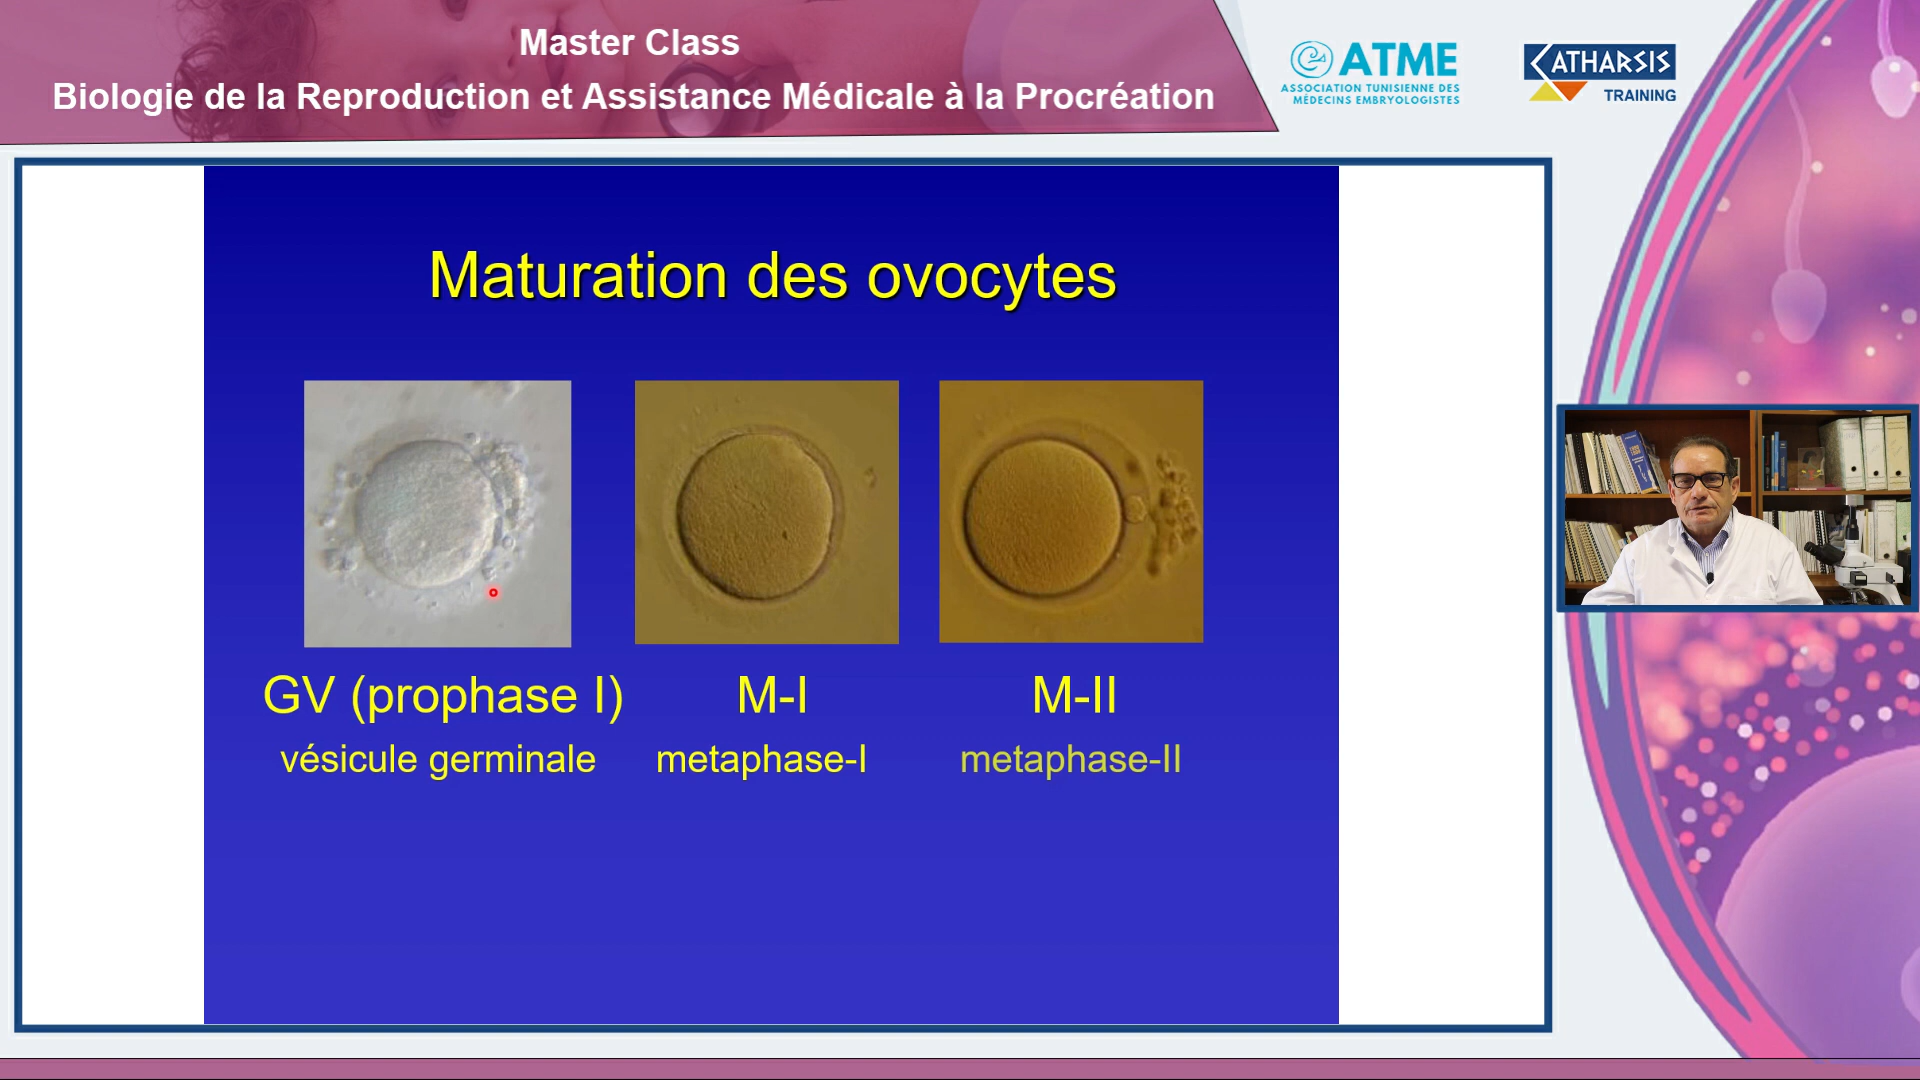 Master Class
Biologie de la Reproduction et Assistance Médicale à la Procréation
ATME
ASSOCIATION TUNISIENNE DES
MÉDECINS EMBRYOLOGISTES
CATHARSIS
TRAINING
Maturation des ovocytes
GV (prophase I)
M-I
M-II
vésicule germinale
metaphase-I
metaphase-II